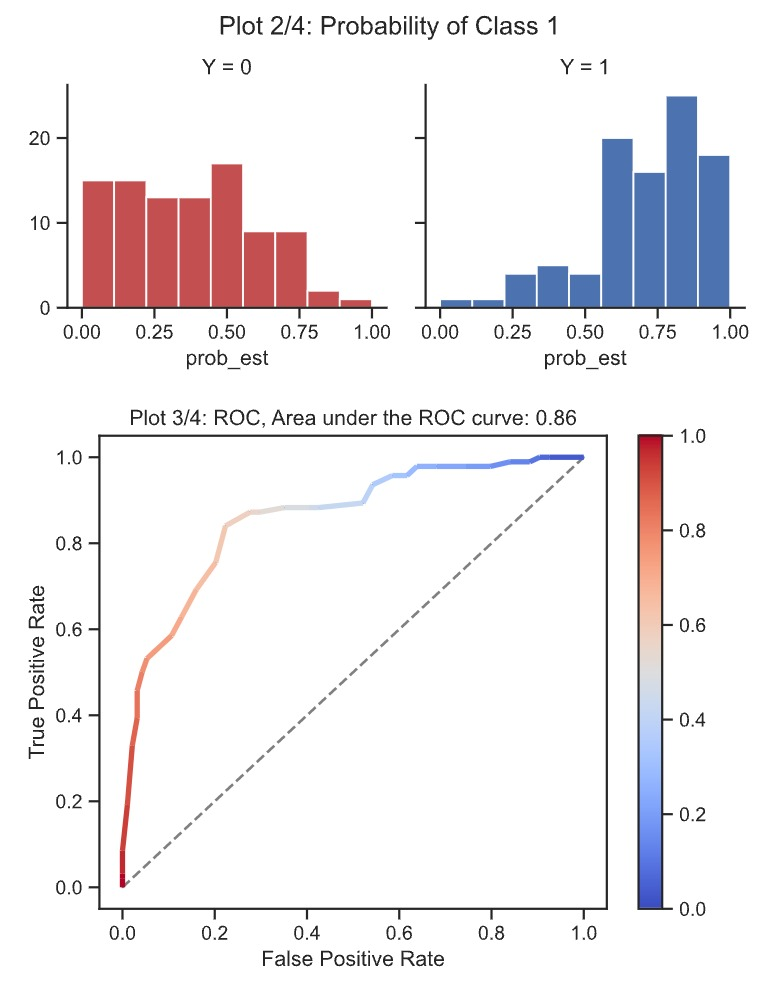 Plot 2/4: Probability of Class 1
Y = 0
Y = 1
20
10
0
0.00 0.25 0.50 0.75 1.00
0.00 0.25 0.50 0.75 1.00
prob_est
prob_est
Plot 3/4: ROC, Area under the ROC curve: 0.86
True Positive Rate
1.0
0.8
0.6
0.4
0.2
0.0
0.0 0.2 0.4 0.6 0.8 1.0
False Positive Rate
1.0
0.8
0.6
0.4
0.2
0.0